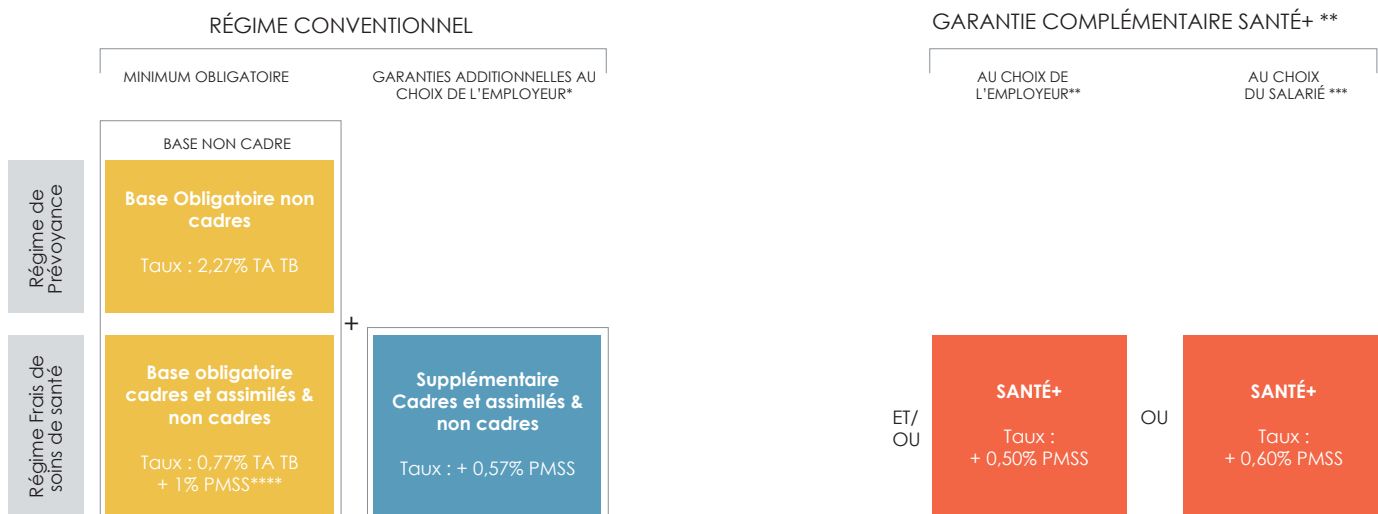 RÉGIME CONVENTIONNEL
GARANTIE COMPLÉMENTAIRE SANTÉ+ **
MINIMUM OBLIGATOIRE
GARANTIES ADDITIONNELLES AU
CHOIX DE L'EMPLOYEUR*
AU CHOIX DE
L'EMPLOYEUR**
AU CHOIX
DU SALARIÉ ***
BASE NON CADRE
Régime de
Prévoyance
Base Obligatoire non
cadres
Taux : 2,27% TA TB
+
Régime Frais de
soins de santé
Base obligatoire
cadres et assimilés &
non cadres
Taux : 0,77% TA TB
+ 1% PMSS****
Supplémentaire
Cadres et assimilés &
non cadres
Taux : + 0,57% PMSS
ET/
OU
SANTÉ+
Taux :
+ 0,50% PMSS
OU
SANTÉ+
Taux :
+ 0,60% PMSS